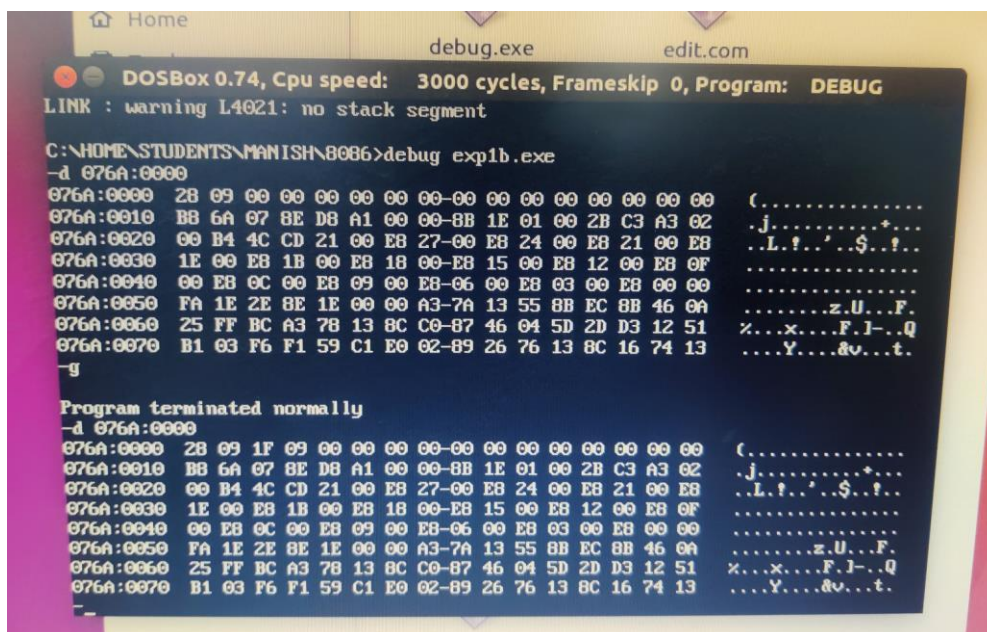 Home
debug.exe
edit.com
DOSBox 0.74, Cpu speed: 3000 cycles, Frameskip 0, Program: DEBUG
LINK : warning L4021: no stack segment
C:\HOME\STUDENTS\MANISH\8086>debug exp1b.exe
-d 076A:0000
076A:0000 28 09 00 00 00 00 00 00-00 00 00 00 00 00 00 00 (...............
076A:0010 B8 6A 07 8E D8 A1 00 00-8B 1E 01 00 2B C3 A3 02 .j..........+...
076A:0020 00 B4 4C CD 21 00 E8 27-00 E8 24 00 E8 21 00 E8 ..L.!..'..$..!..
076A:0030 1E 00 E8 1B 00 E8 18 00-E8 15 00 E8 12 00 E8 0F ................
076A:0040 00 E8 0C 00 E8 09 00 E8-06 00 E8 03 00 E8 00 00 ................
076A:0050 FA 1E 2E 8E 1E 00 00 A3-7A 13 55 8B EC 8B 46 0A ........z.U...F.
076A:0060 25 FF BC A3 78 13 8C C0-87 46 04 5D 2D D3 12 51 %...x....F.]-..Q
076A:0070 B1 03 F6 F1 59 C1 E0 02-89 26 76 13 8C 16 74 13 ....Y....&v...t.
-g
Program terminated normally
-d 076A:0000
076A:0000 28 09 1F 09 00 00 00 00-00 00 00 00 00 00 00 00 (...............
076A:0010 B8 6A 07 8E D8 A1 00 00-8B 1E 01 00 2B C3 A3 02 .j..........+...
076A:0020 00 B4 4C CD 21 00 E8 27-00 E8 24 00 E8 21 00 E8 ..L.!..'..$..!..
076A:0030 1E 00 E8 1B 00 E8 18 00-E8 15 00 E8 12 00 E8 0F ................
076A:0040 00 E8 0C 00 E8 09 00 E8-06 00 E8 03 00 E8 00 00 ................
076A:0050 FA 1E 2E 8E 1E 00 00 A3-7A 13 55 8B EC 8B 46 0A ........z.U...F.
076A:0060 25 FF BC A3 78 13 8C C0-87 46 04 5D 2D D3 12 51 %...x....F.]-..Q
076A:0070 B1 03 F6 F1 59 C1 E0 02-89 26 76 13 8C 16 74 13 ....Y....&v...t.
-_